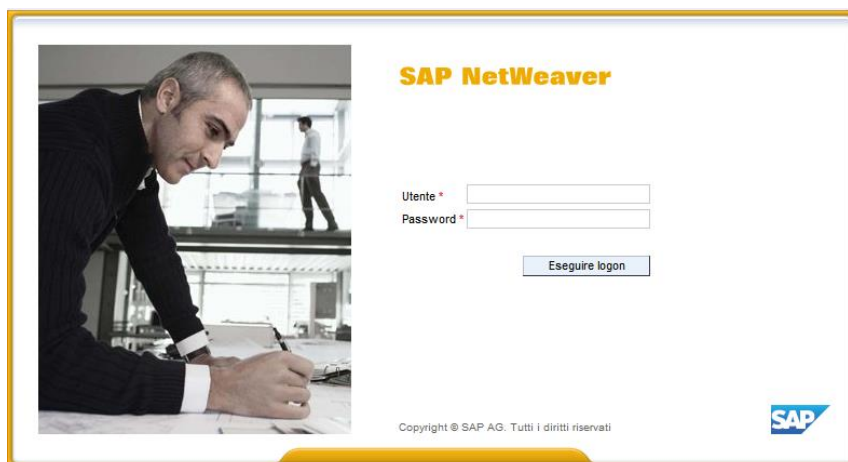 SAP NetWeaver
Utente *
Password *
Eseguire logon
Copyright © SAP AG. Tutti i diritti riservati
SAP